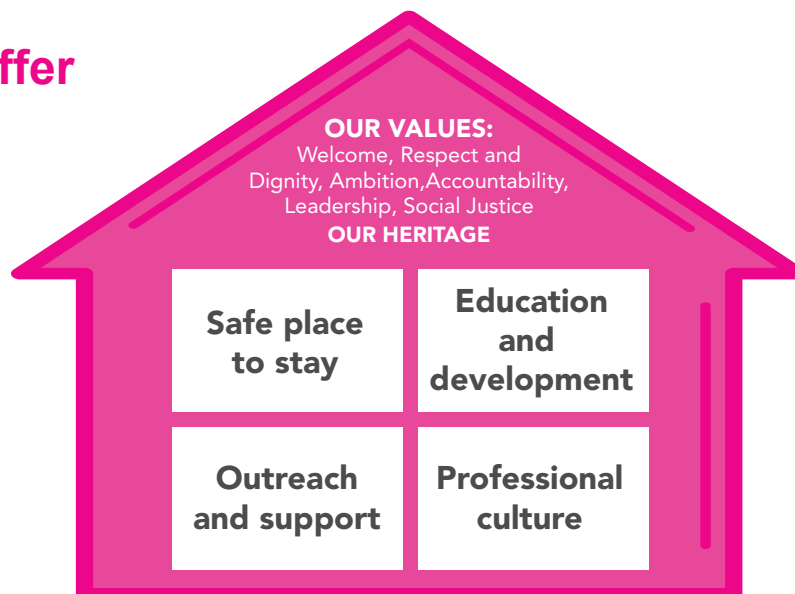 ffer
OUR VALUES:
Welcome, Respect and
Dignity, Ambition,Accountability,
Leadership, Social Justice
OUR HERITAGE
Safe place
to stay
Education
and
development
Outreach
and support
Professional
culture